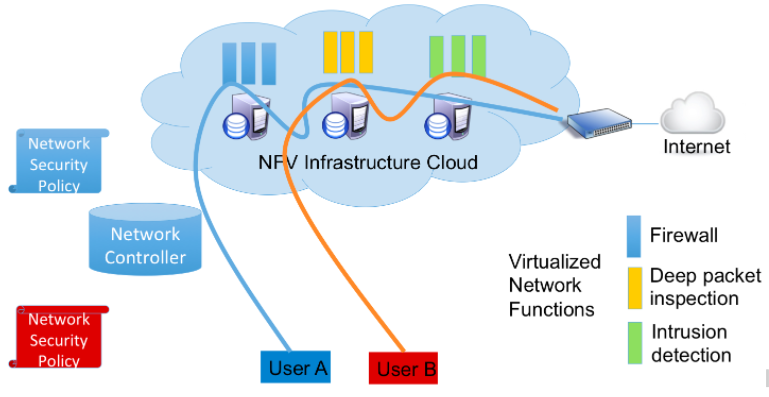 NFV Infrastructure Cloud
Internet
Network
Security
Policy
Network
Controller
Network
Security
Policy
User A
User B
Virtualized
Network
Functions
Firewall
Deep packet
inspection
Intrusion
detection